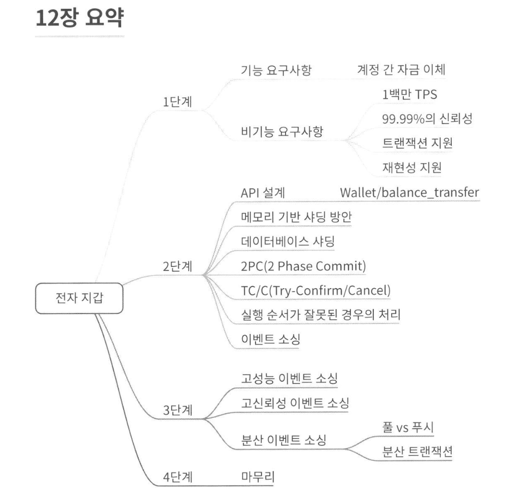 12장 요약
전자 지갑
1단계
기능 요구사항
계정 간 자금 이체
비기능 요구사항
1백만 TPS
99.99%의 신뢰성
트랜잭션 지원
재현성 지원
2단계
API 설계
Wallet/balance_transfer
메모리 기반 샤딩 방안
데이터베이스 샤딩
2PC(2 Phase Commit)
TC/C(Try-Confirm/Cancel)
실행 순서가 잘못된 경우의 처리
이벤트 소싱
3단계
고성능 이벤트 소싱
고신뢰성 이벤트 소싱
분산 이벤트 소싱
풀 vs 푸시
분산 트랜잭션
4단계
마무리